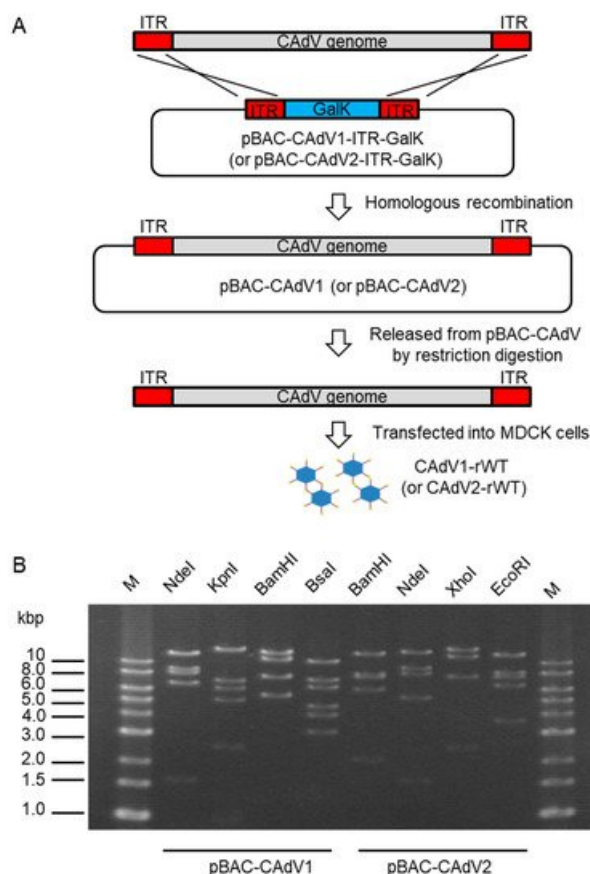 A
ITR ITR
CAdV genome
ITR GalK ITR
pBAC-CAdV1-ITR-GalK
(or pBAC-CAdV2-ITR-GalK)
Homologous recombination
ITR ITR
CAdV genome
pBAC-CAdV1 (or pBAC-CAdV2)
Released from pBAC-CAdV
by restriction digestion
ITR ITR
CAdV genome
Transfected into MDCK cells
CAdV1-rWT
(or CAdV2-rWT)
B
M NdeI KpnI BamHI BsaI BamHI NdeI XhoI EcoRI M
kbp
10
8.0
6.0
5.0
4.0
3.0
2.0
1.5
1.0
pBAC-CAdV1 pBAC-CAdV2